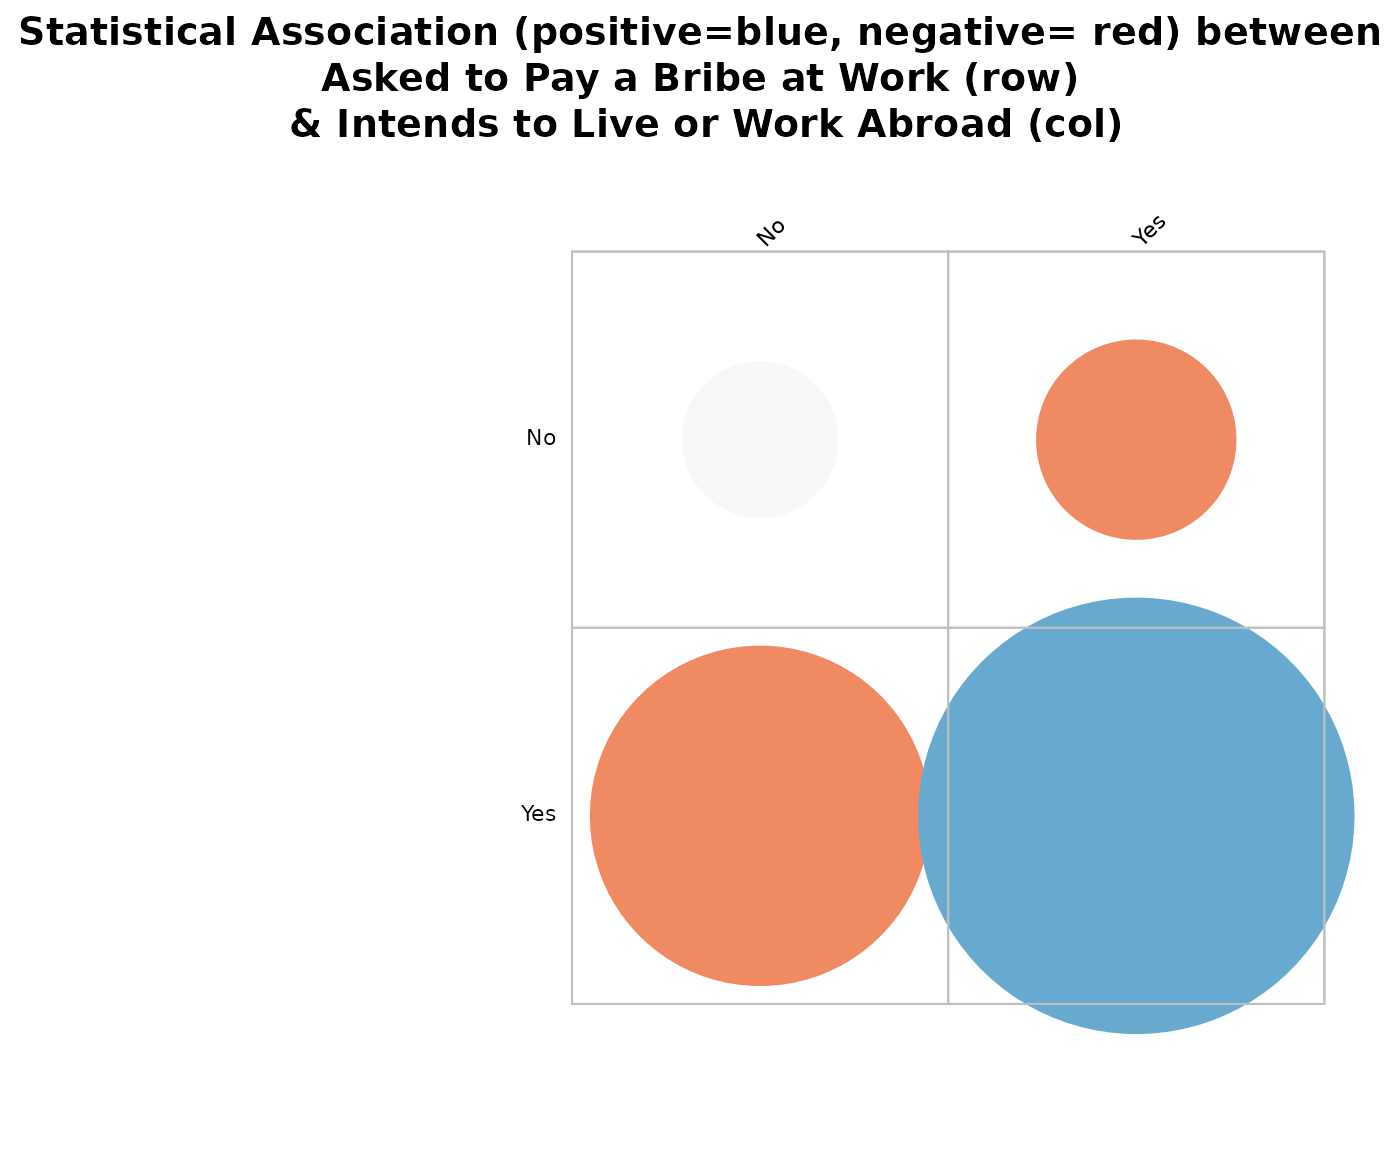 Statistical Association (positive=blue, negative= red) between
Asked to Pay a Bribe at Work (row)
& Intends to Live or Work Abroad (col)
No
Yes
No
Yes